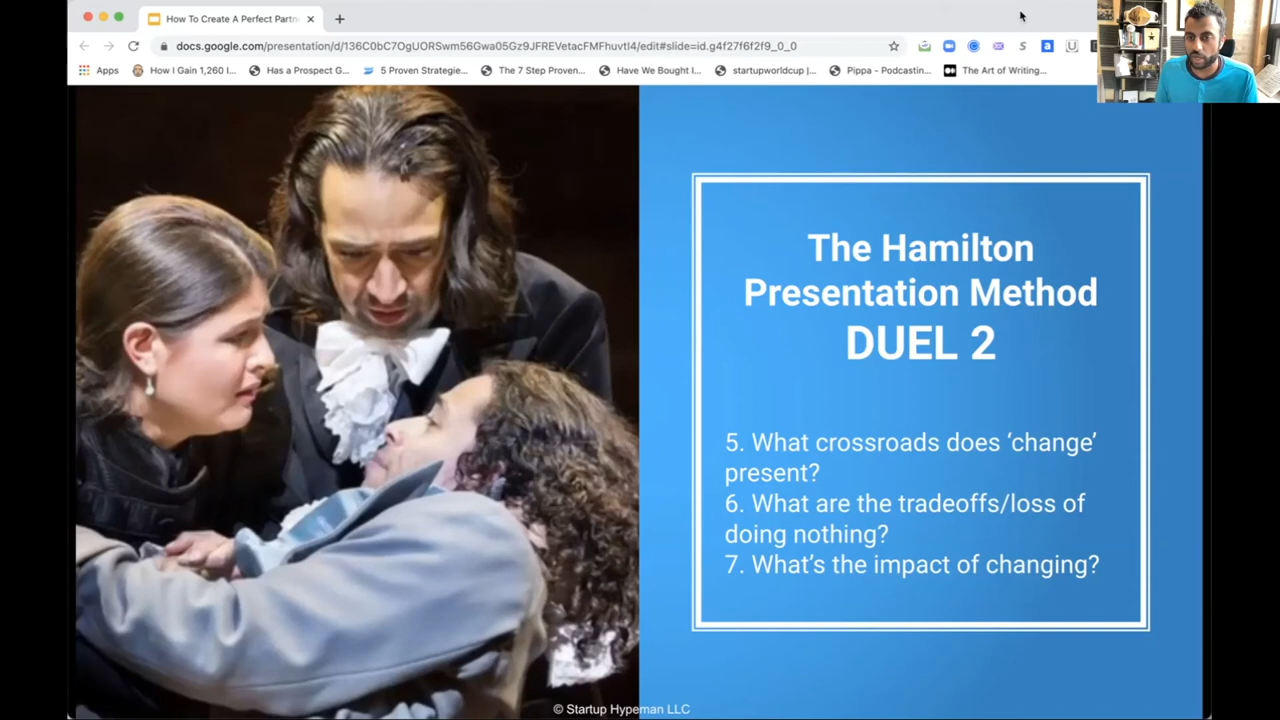 How To Create A Perfect Partn
docs.google.com/presentation/d/136C0bC7OgUORSwm56Gwa05Gz9JFREVetacFMFhuvtI4/edit#slide=id.g4f27f6f2f9_0_0
Apps
How I Gain 1,260 I...
Has a Prospect G...
5 Proven Strategie...
The 7 Step Proven...
Have We Bought I...
startupworldcup |...
Pippa - Podcastin...
The Art of Writing...
The Hamilton
Presentation Method
DUEL 2
5. What crossroads does ‘change’
present?
6. What are the tradeoffs/loss of
doing nothing?
7. What’s the impact of changing?
© Startup Hypeman LLC